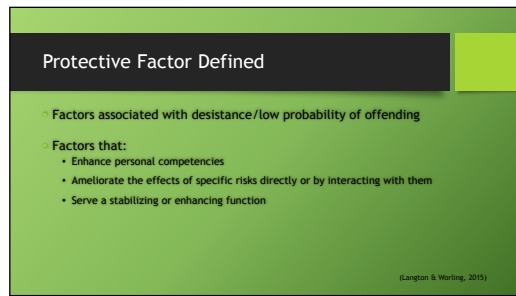 Protective Factor Defined
Factors associated with desistance/low probability of offending
Factors that:
• Enhance personal competencies
• Ameliorate the effects of specific risks directly or by interacting with them
• Serve a stabilizing or enhancing function
(Langton & Worling, 2015)